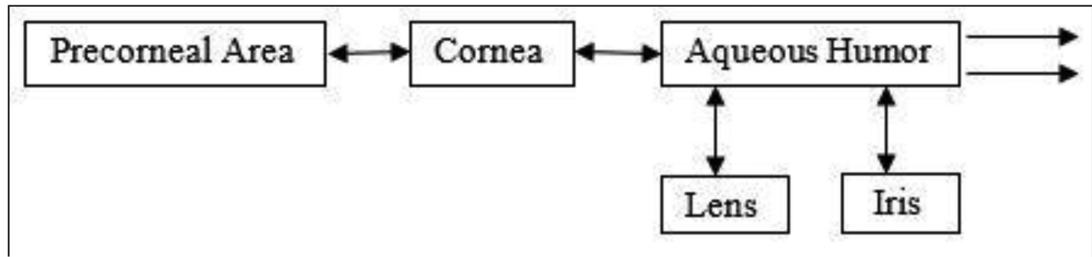 Precorneal Area
Cornea
Aqueous Humor
Lens
Iris